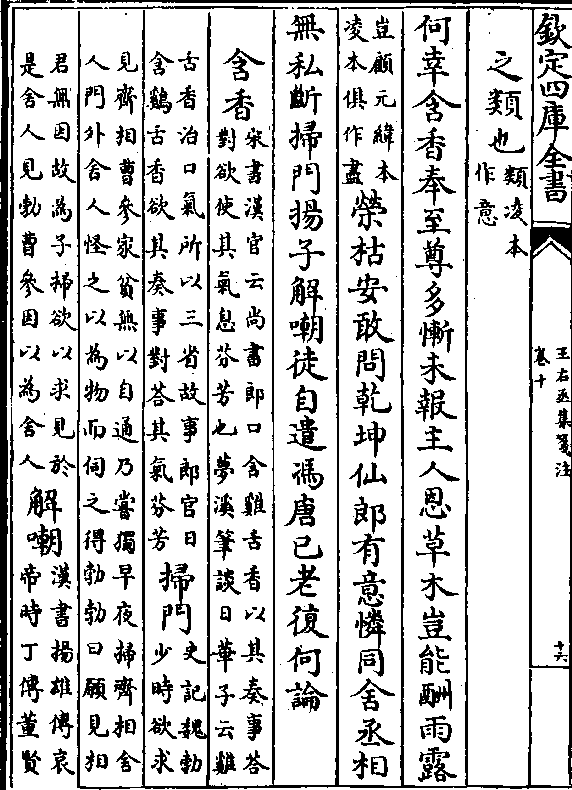 欽定四庫全書
王右丞集箋注
卷十
十六
之類也類凌本
作意
何幸含香奉至尊多慚未報主人恩草木豈能酬雨露
豈顧元緯本
凌本俱作盡榮枯安敢問乾坤仙郎有意憐同舍丞相
無私斷掃門揚子解嘲徒自遣馮唐已老復何論
含香宋書漢官云尚書郎口含雞舌香以其奏事答
對欲使其氣息芬芳也夢溪筆談曰華子云雞
舌香治口氣所以三省故事郎官日
含鷄舌香欲其奏事對答其氣芬芳掃門史記魏勃
少時欲求
見齊相曹參家貧無以自通乃嘗獨早夜掃齊相舍
人門外舍人怪之以為物而伺之得勃勃曰願見相
君無因故為子掃欲以求見於
是舍人見勃曹參因以為舍人解嘲漢書揚雄傳哀
帝時丁傅董賢